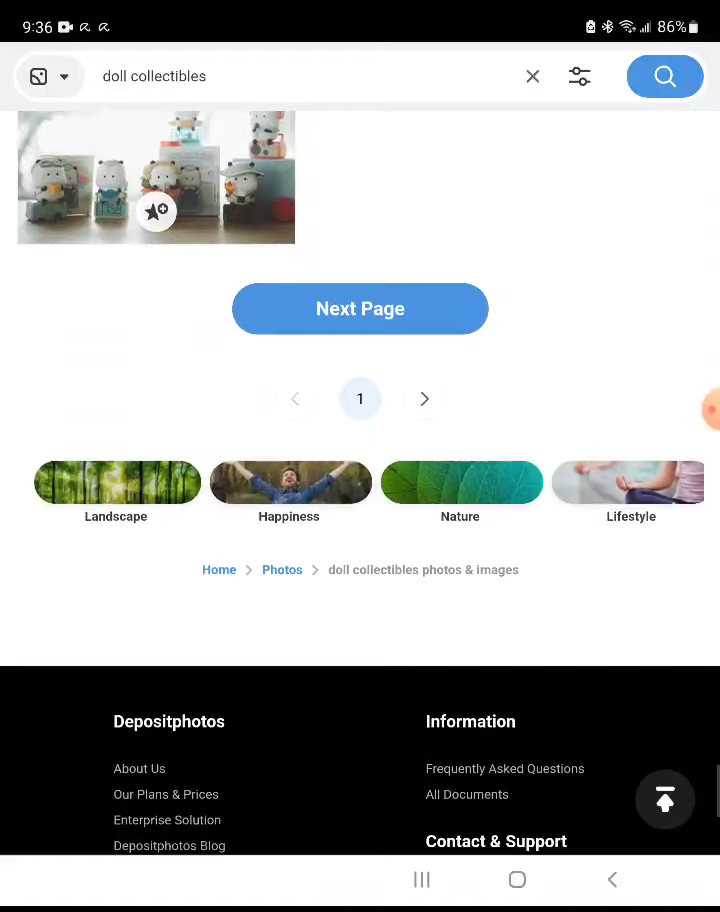 9:36
86%
doll collectibles
Next Page
1
Landscape Happiness Nature Lifestyle
Home > Photos > doll collectibles photos & images
Depositphotos
About Us
Our Plans & Prices
Enterprise Solution
Depositphotos Blog
Information
Frequently Asked Questions
All Documents
Contact & Support